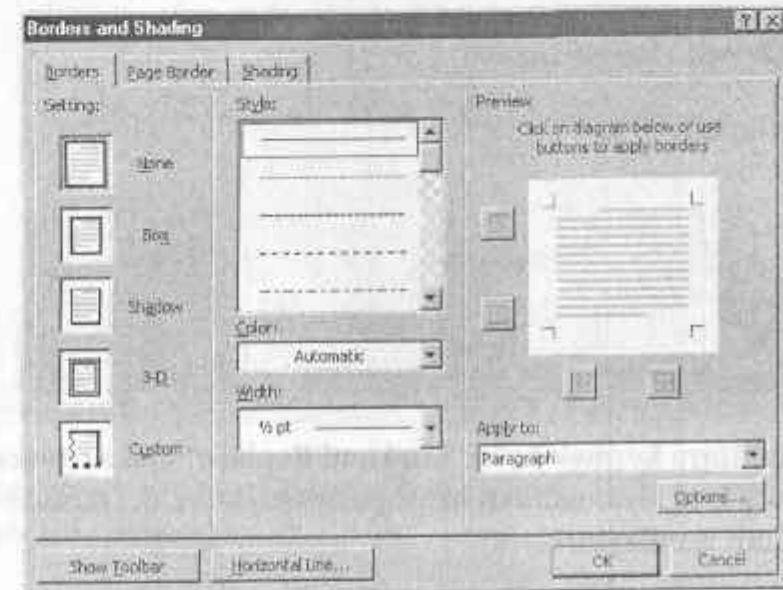 Borders and Shading
Borders Page Border Shading
Setting:
None
Box
Shadow
3-D
Custom
Style:
Color:
Automatic
Width:
½ pt
Preview
Click on diagram below or use
buttons to apply borders
Apply to:
Paragraph
Options...
Show Toolbar Horizontal Line... OK Cancel